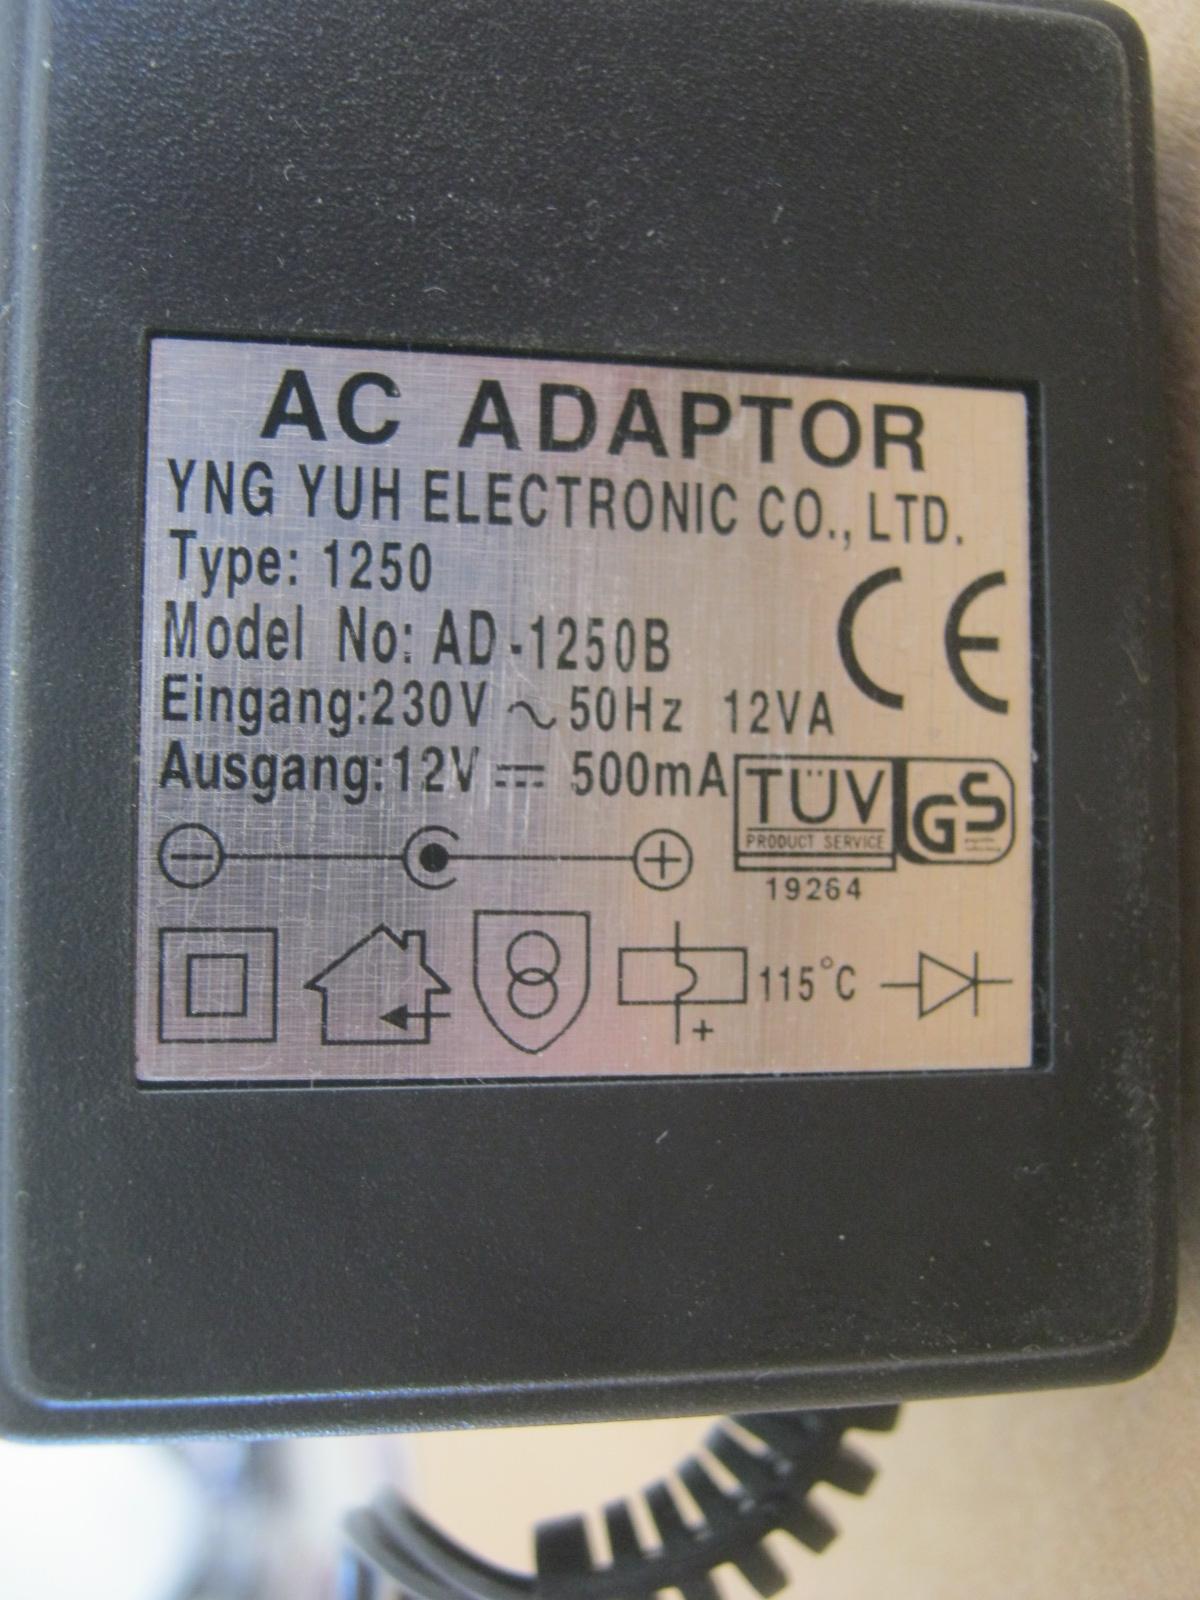 AC ADAPTOR
YNG YUH ELECTRONIC CO., LTD.
Type: 1250
Model No: AD-1250B
CE
Eingang:230V ~ 50Hz 12VA
Ausgang:12V ⎓ 500mA
TÜV
PRODUCT SERVICE
GS
19264
115°C